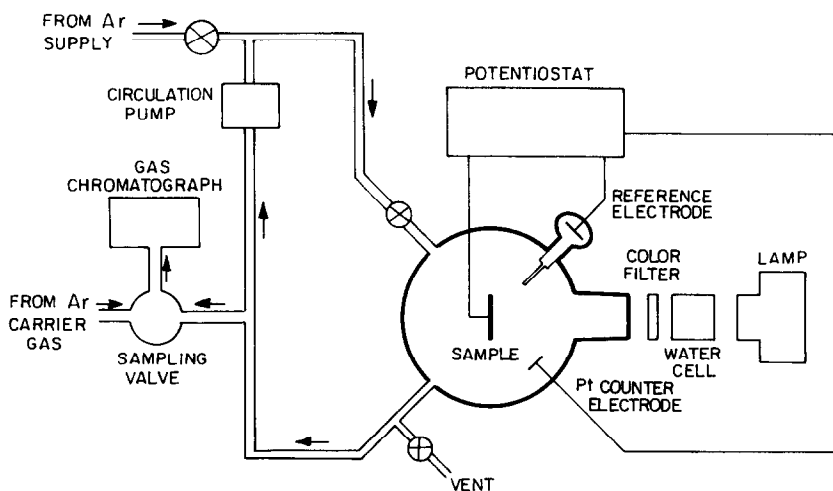 FROM Ar
SUPPLY
CIRCULATION
PUMP
GAS
CHROMATOGRAPH
FROM Ar
CARRIER
GAS
SAMPLING
VALVE
POTENTIOSTAT
REFERENCE
ELECTRODE
COLOR
FILTER
LAMP
SAMPLE
WATER
CELL
Pt COUNTER
ELECTRODE
VENT